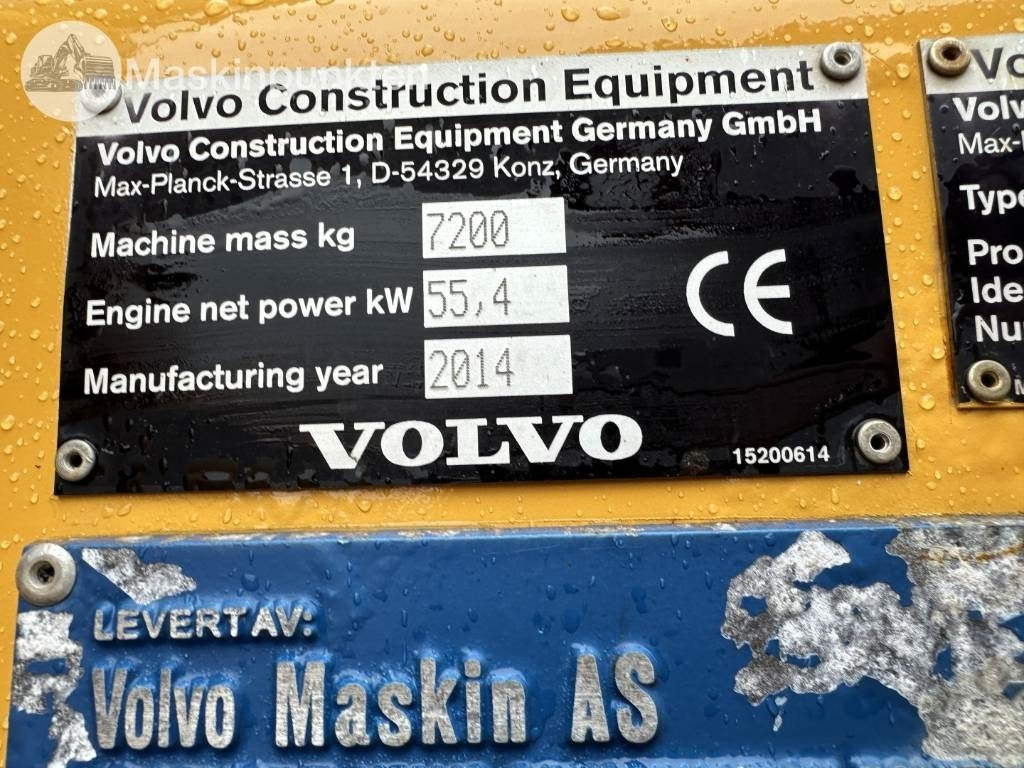 Maskinpunkten
Volvo Construction Equipment
Volvo Construction Equipment Germany GmbH
Max-Planck-Strasse 1, D-54329 Konz, Germany
Machine mass kg 7200
Engine net power kW 55,4
Manufacturing year 2014
CE
VOLVO
15200614
LEVERT AV:
Volvo Maskin AS